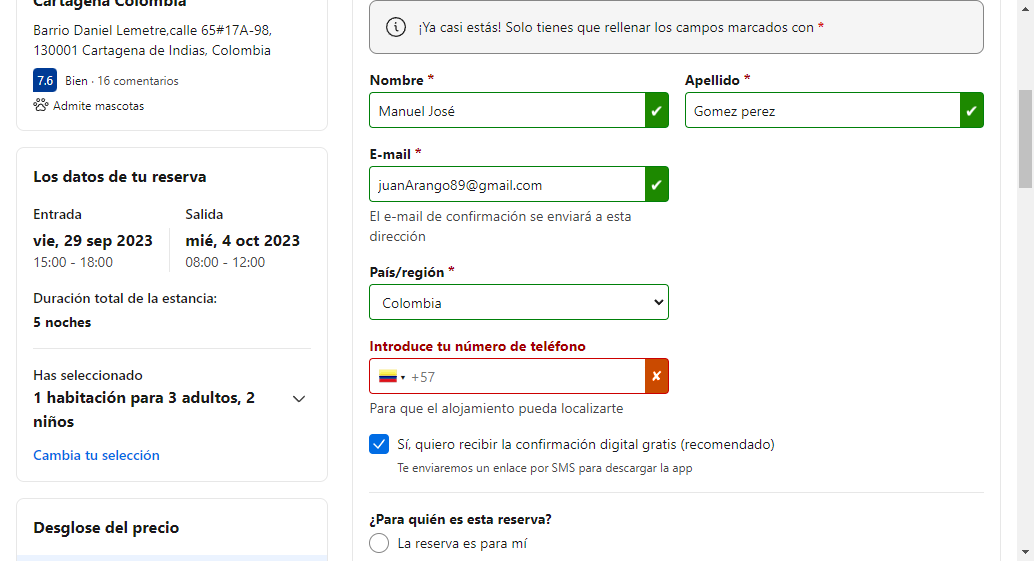 Cartagena Colombia
Barrio Daniel Lemetre,calle 65#17A-98,
130001 Cartagena de Indias, Colombia
7.6 Bien · 16 comentarios
Admite mascotas
Los datos de tu reserva
Entrada
vie, 29 sep 2023
15:00 - 18:00
Salida
mié, 4 oct 2023
08:00 - 12:00
Duración total de la estancia:
5 noches
Has seleccionado
1 habitación para 3 adultos, 2
niños
Cambia tu selección
Desglose del precio
¡Ya casi estás! Solo tienes que rellenar los campos marcados con *
Nombre *
Manuel José
Apellido *
Gomez perez
E-mail *
juanArango89@gmail.com
El e-mail de confirmación se enviará a esta
dirección
País/región *
Colombia
Introduce tu número de teléfono
+57
Para que el alojamiento pueda localizarte
Sí, quiero recibir la confirmación digital gratis (recomendado)
Te enviaremos un enlace por SMS para descargar la app
¿Para quién es esta reserva?
La reserva es para mí